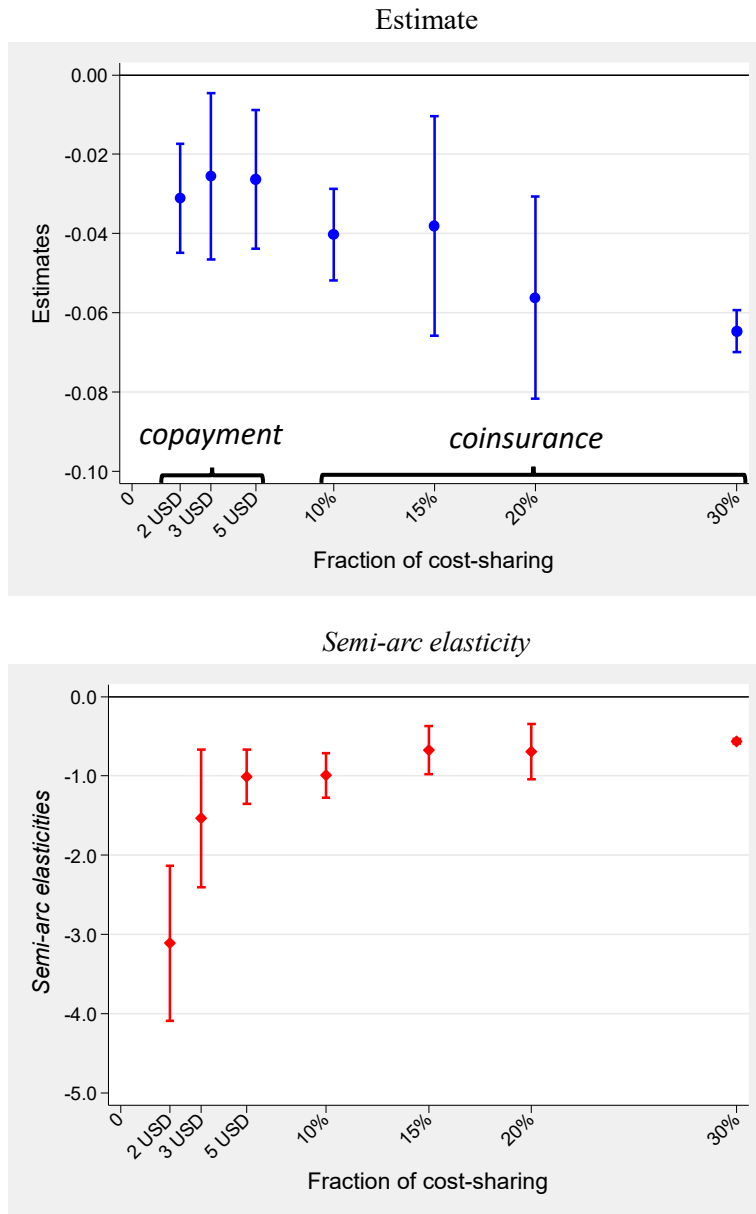 Estimate
0.00
-0.02
-0.04
-0.06
-0.08
-0.10
Estimates
copayment
coinsurance
0
2 USD
3 USD
5 USD
10%
15%
20%
30%
Fraction of cost-sharing
Semi-arc elasticity
0.0
-1.0
-2.0
-3.0
-4.0
-5.0
Semi-arc elasticities
0
2 USD
3 USD
5 USD
10%
15%
20%
30%
Fraction of cost-sharing